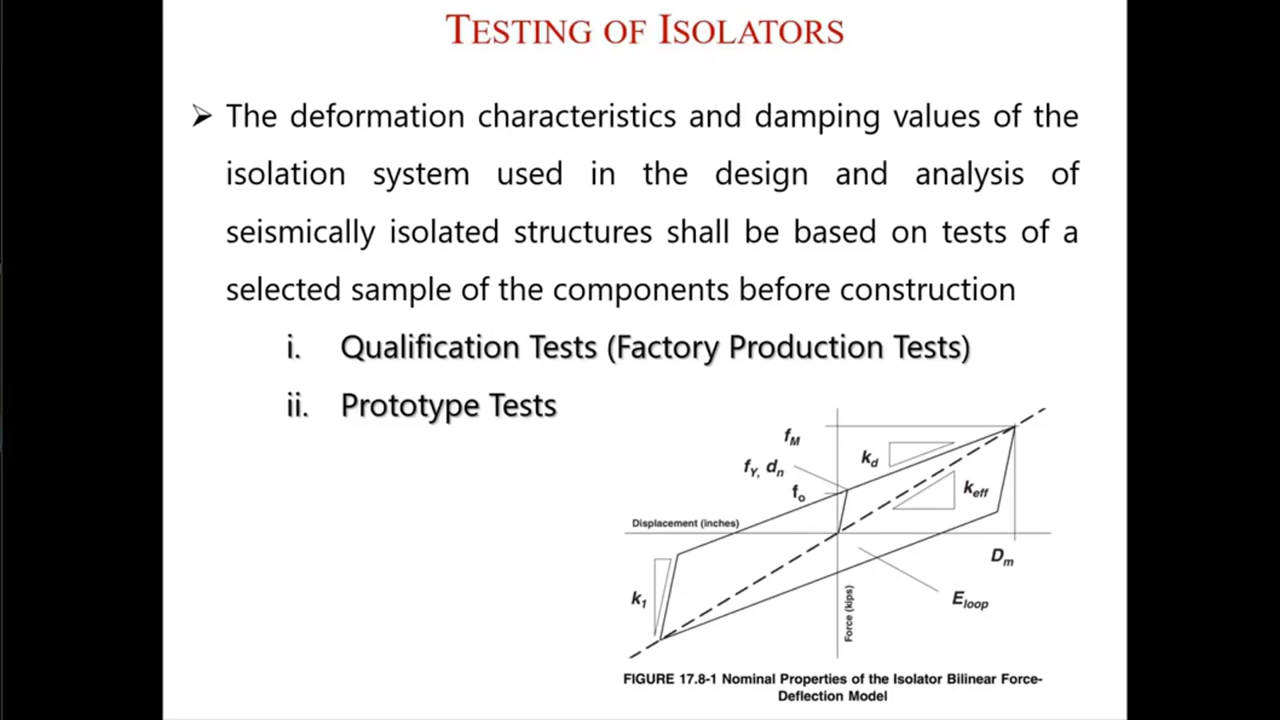 TESTING OF ISOLATORS
➢ The deformation characteristics and damping values of the
isolation system used in the design and analysis of
seismically isolated structures shall be based on tests of a
selected sample of the components before construction
i. Qualification Tests (Factory Production Tests)
ii. Prototype Tests
fM
kd
fY, dn
fo
keff
Displacement (inches)
Dm
k1
Eloop
Force (kips)
FIGURE 17.8-1 Nominal Properties of the Isolator Bilinear Force-
Deflection Model